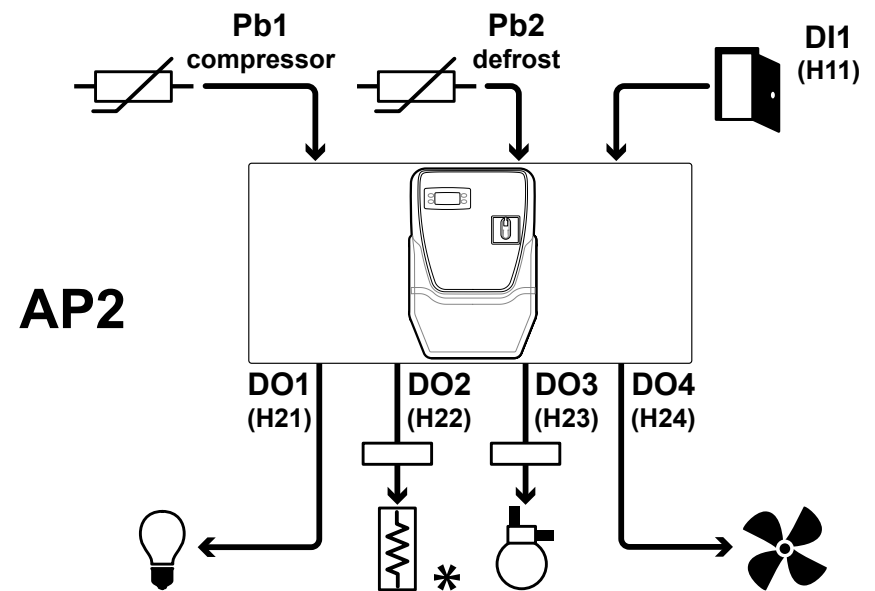 Pb1
compressor
Pb2
defrost
DI1
(H11)
AP2
DO1
(H21)
DO2
(H22)
DO3
(H23)
DO4
(H24)
*